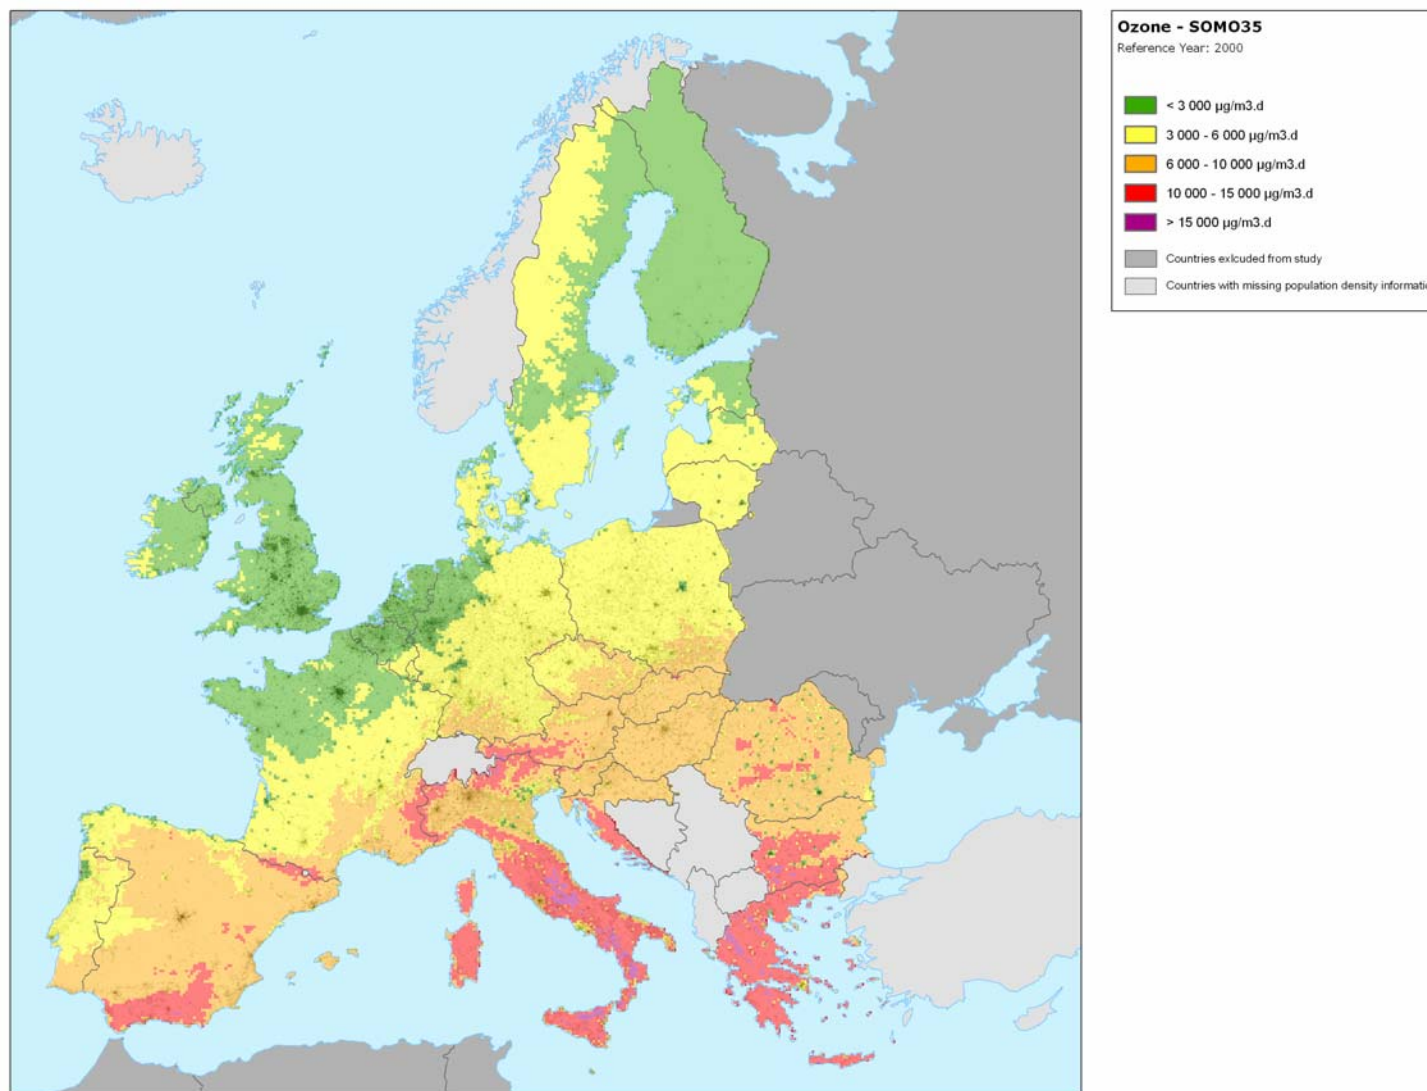 Ozone - SOMO35
Reference Year: 2000
< 3 000 µg/m3.d
3 000 - 6 000 µg/m3.d
6 000 - 10 000 µg/m3.d
10 000 - 15 000 µg/m3.d
> 15 000 µg/m3.d
Countries exlcuded from study
Countries with missing population density informati